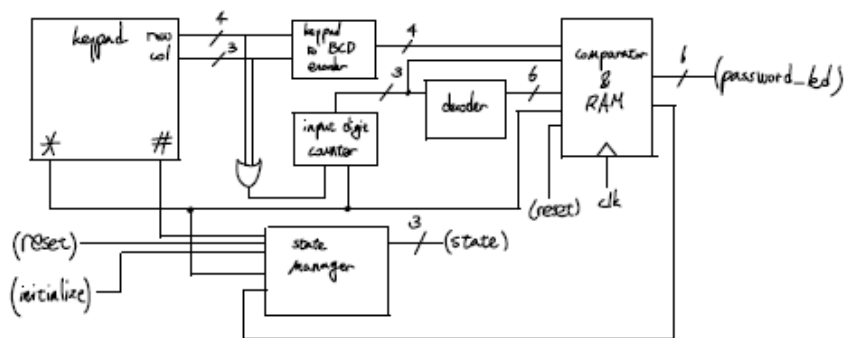 keypad
row
col
4
3
keypad
to BCD
encoder
4
3
6
comparator
&
RAM
6
(password_led)
decoder
input digit
counter
*
#
(reset)
clk
(reset)
(initialize)
state
manager
3
(state)